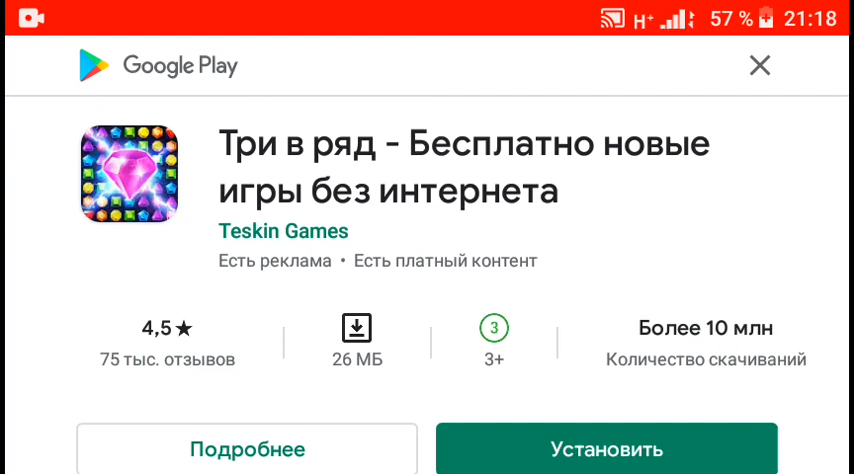 H+ 57 % 21:18
Google Play
Три в ряд - Бесплатно новые
игры без интернета
Teskin Games
Есть реклама • Есть платный контент
4,5★ 3 Более 10 млн
75 тыс. отзывов 26 МБ 3+ Количество скачиваний
Подробнее Установить